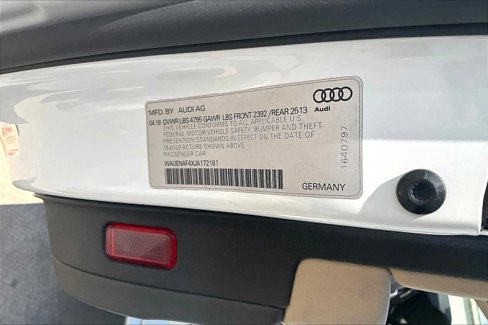 MFD. BY AUDI AG
04.18 GVWR LBS 4795 GAWR LBS FRONT 2392 /REAR 2513
THIS VEHICLE CONFORMS TO ALL APPLICABLE U.S.
FEDERAL MOTOR VEHICLE SAFETY, BUMPER AND THEFT
PREVENTION STANDARDS IN EFFECT ON THE DATE OF
MANUFACTURE SHOWN ABOVE
PASSENGER CAR
WAUENAF4XJA172181
Audi
1640797
GERMANY